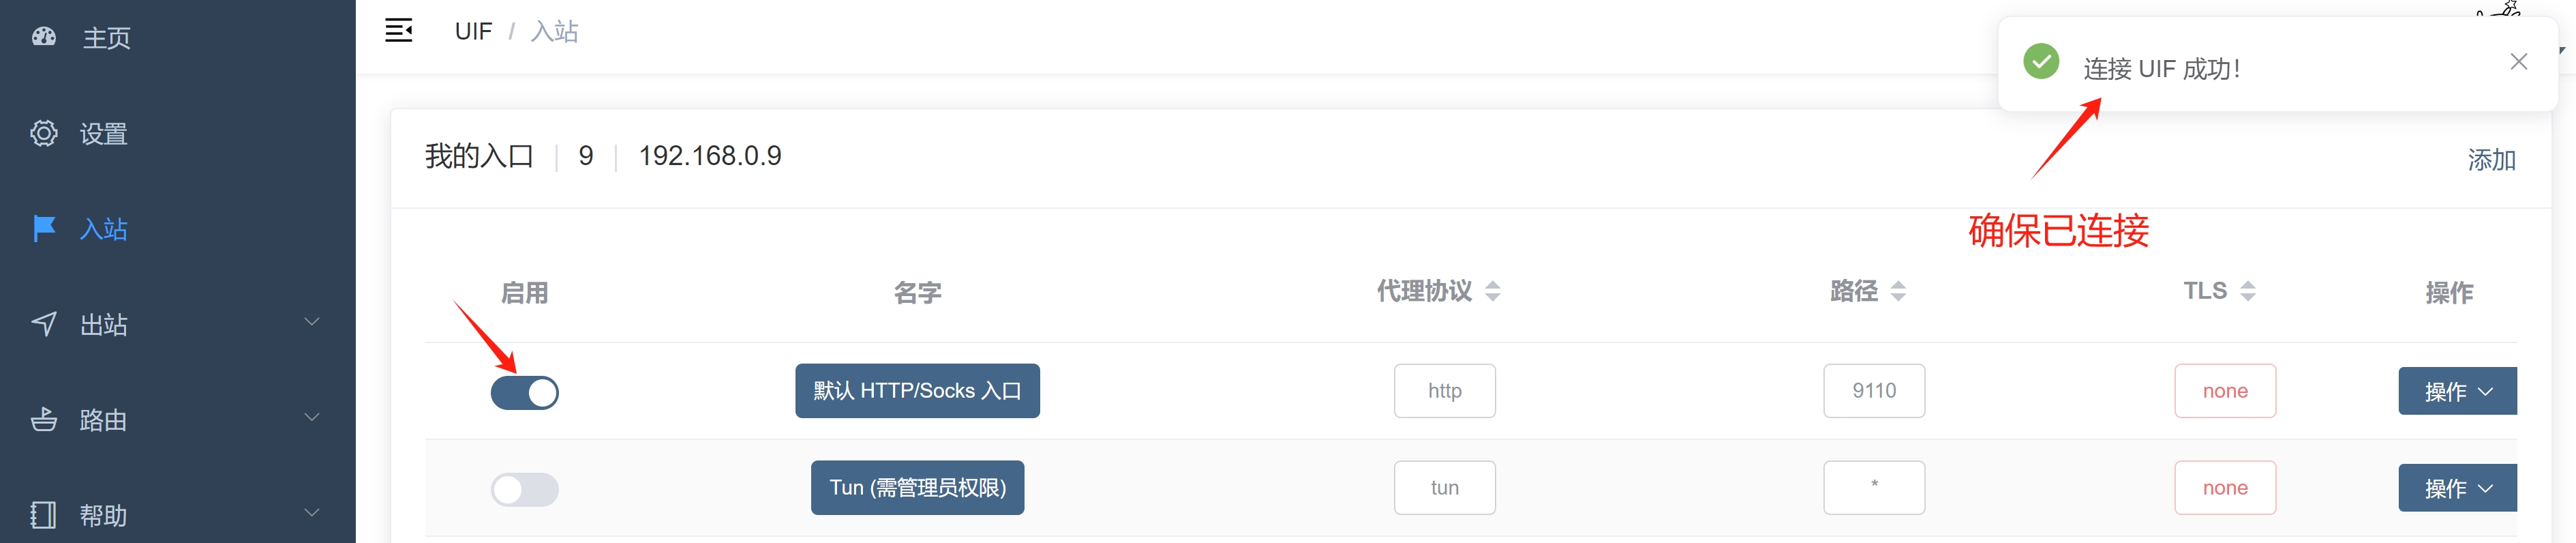 主页
设置
入站
出站
路由
帮助
UIF / 入站
连接 UIF 成功!
确保已连接
我的入口 | 9 | 192.168.0.9
添加
启用 名字 代理协议 路径 TLS 操作
默认 HTTP/Socks 入口 http 9110 none 操作
Tun (需管理员权限) tun * none 操作